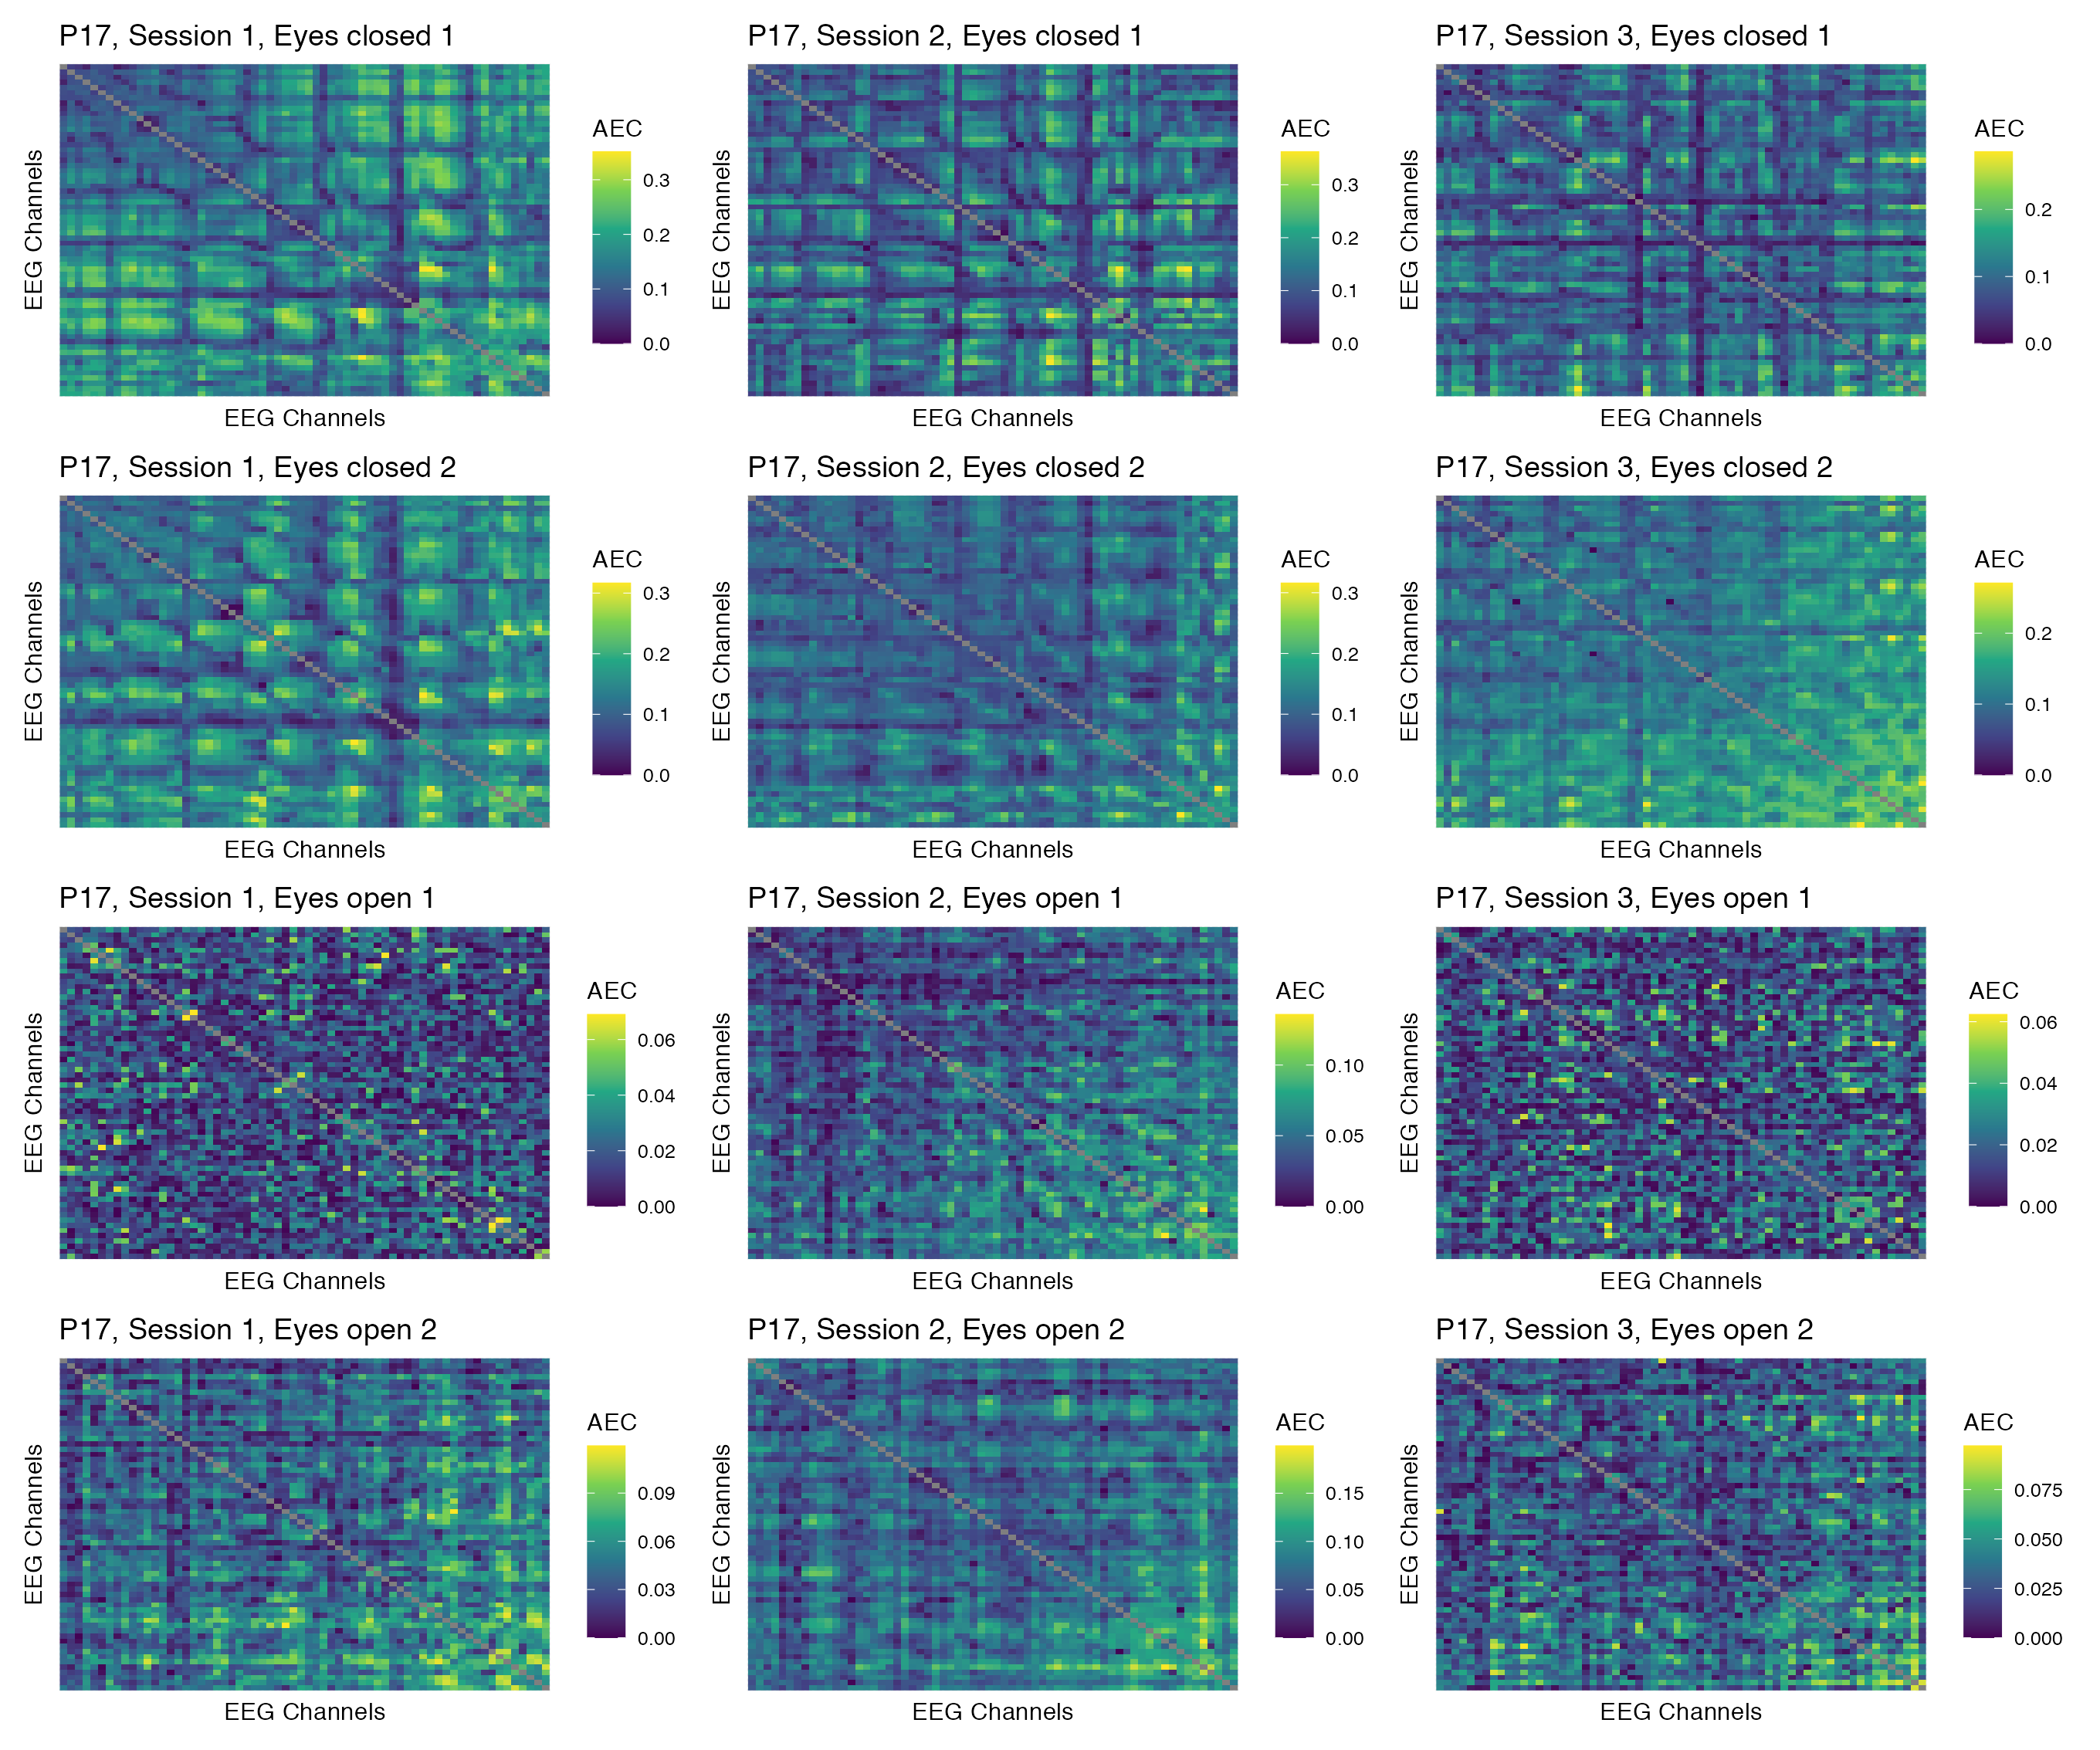 P17, Session 1, Eyes closed 1
P17, Session 2, Eyes closed 1
P17, Session 3, Eyes closed 1
EEG Channels
AEC
0.3
0.2
0.1
0.0
EEG Channels
EEG Channels
AEC
0.3
0.2
0.1
0.0
EEG Channels
EEG Channels
AEC
0.2
0.1
0.0
EEG Channels
P17, Session 1, Eyes closed 2
P17, Session 2, Eyes closed 2
P17, Session 3, Eyes closed 2
EEG Channels
AEC
0.3
0.2
0.1
0.0
EEG Channels
EEG Channels
AEC
0.3
0.2
0.1
0.0
EEG Channels
EEG Channels
AEC
0.2
0.1
0.0
EEG Channels
P17, Session 1, Eyes open 1
P17, Session 2, Eyes open 1
P17, Session 3, Eyes open 1
EEG Channels
AEC
0.06
0.04
0.02
0.00
EEG Channels
EEG Channels
AEC
0.10
0.05
0.00
EEG Channels
EEG Channels
AEC
0.06
0.04
0.02
0.00
EEG Channels
P17, Session 1, Eyes open 2
P17, Session 2, Eyes open 2
P17, Session 3, Eyes open 2
EEG Channels
AEC
0.09
0.06
0.03
0.00
EEG Channels
EEG Channels
AEC
0.15
0.10
0.05
0.00
EEG Channels
EEG Channels
AEC
0.075
0.050
0.025
0.000
EEG Channels